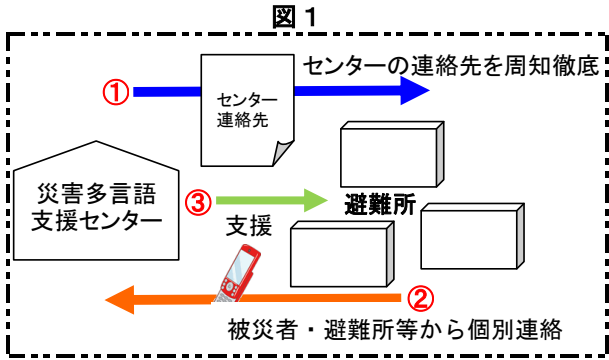 図1
センターの連絡先を周知徹底
①
センター
連絡先
災害多言語
支援センター
③
避難所
支援
②
被災者・避難所等から個別連絡